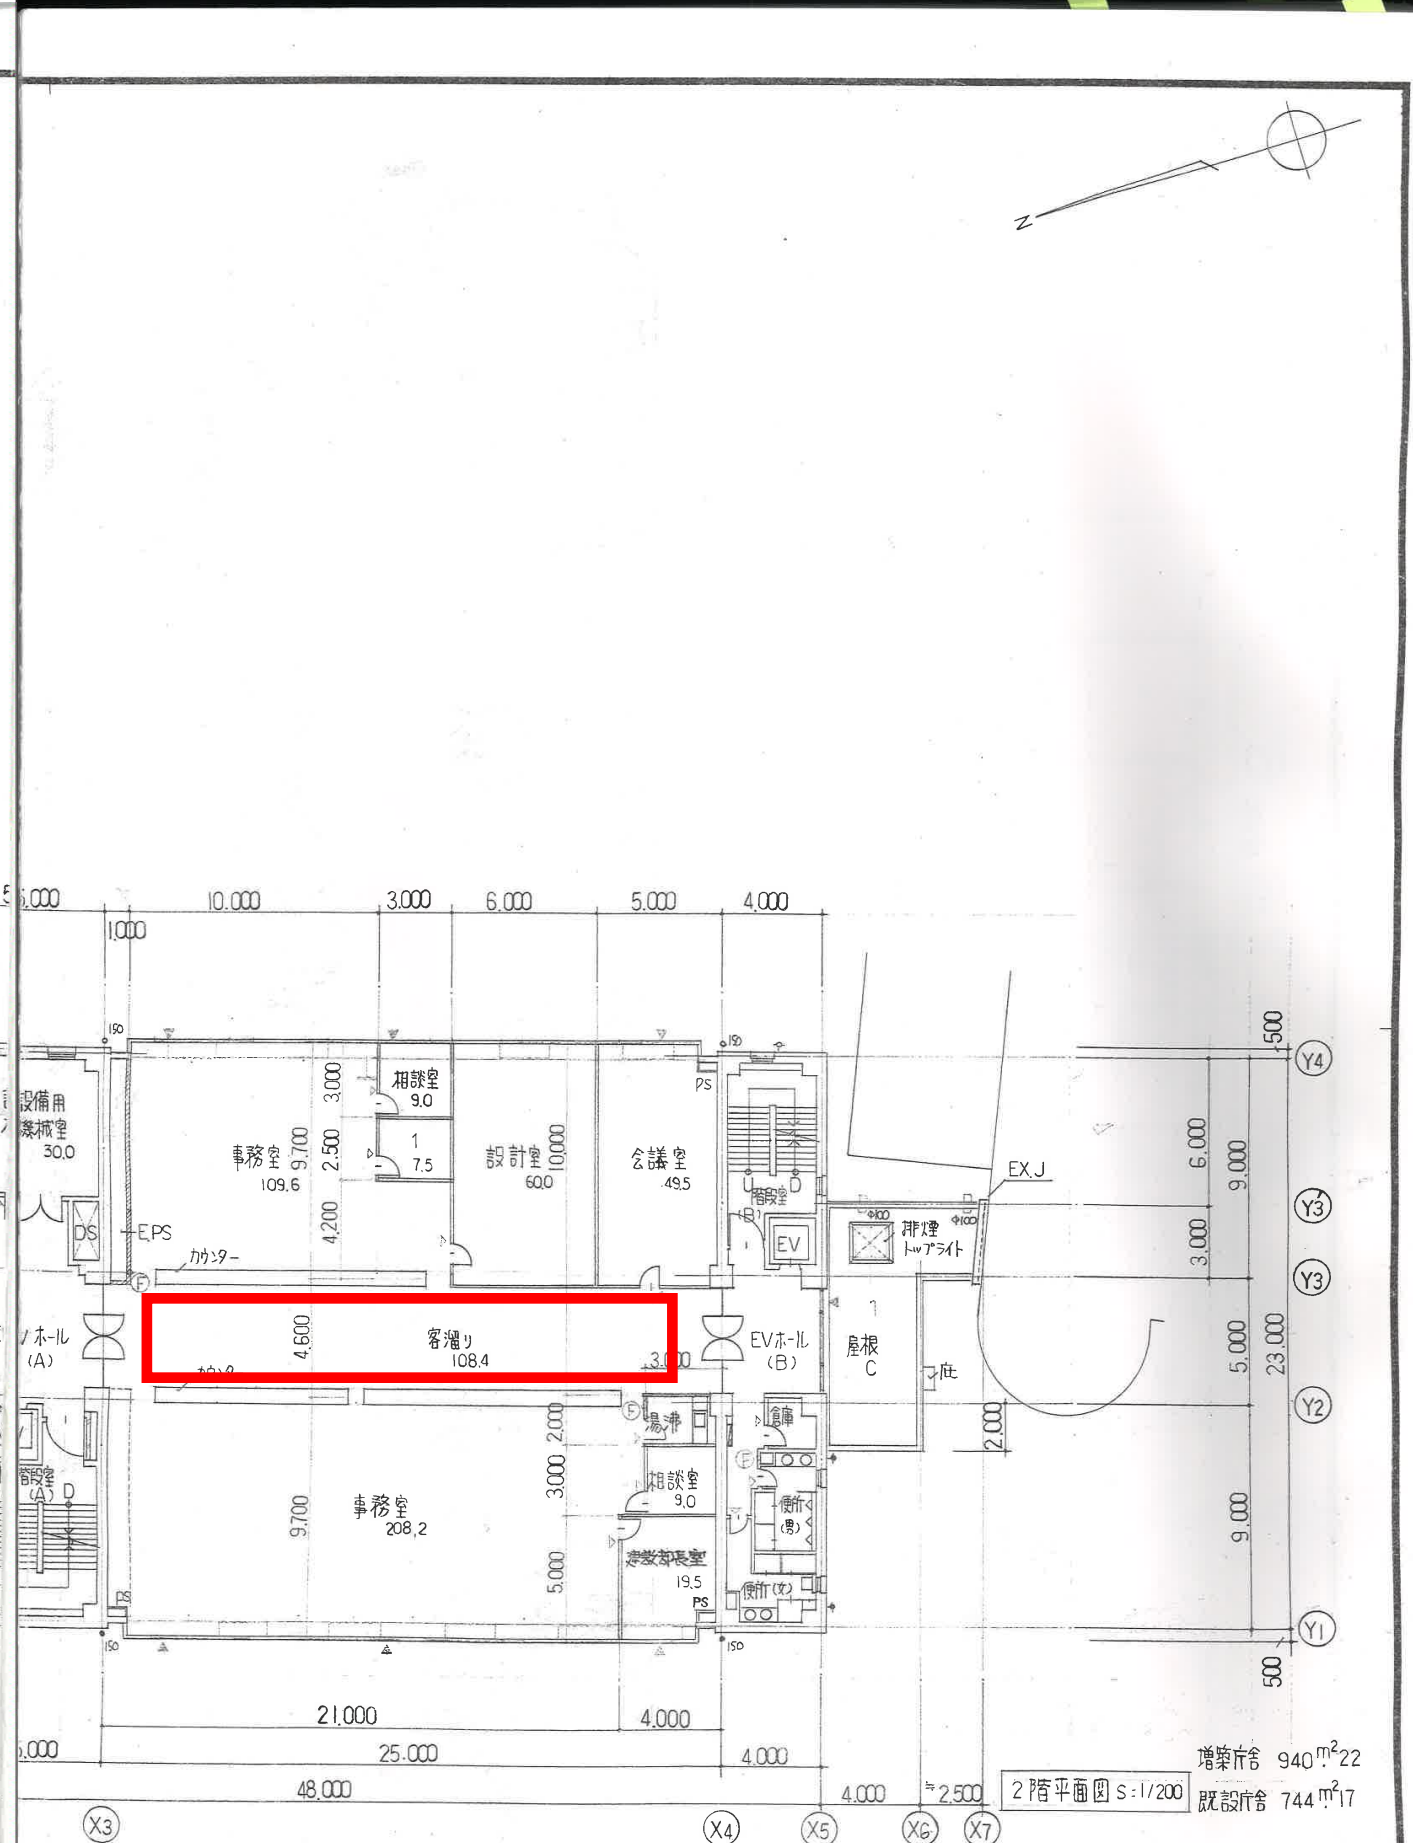 N
10.000
3.000
6.000
5.000
4.000
1.000
150
150
500
Y4
設備用
機械室
30.0
3.000
相談室
9.0
PS
事務室
109.6
9.700
2.500
1
7.5
設計室
60.0
10.000
会議室
49.5
6.000
9.000
U
D
階段室
(B)
EX.J
DS
EPS
4.200
カウンター
EV
φ100
排煙
トップライト
φ100
3.000
Y3'
Y3
F
ホール
(A)
4.600
客溜り
108.4
3.000
EVホール
(B)
屋根
C
庇
5.000
23.000
Y2
F
湯沸
倉庫
2.000
2.000
階段室
(A)
D
事務室
208.2
9.700
3.000
相談室
9.0
F
便所
(男)
9.000
5.000
建設部長室
19.5
PS
便所(女)
PS
150
150
Y1
500
21.000
4.000
25.000
4.000
48.000
4.000
≒2.500
2階平面図 S:1/200
増築庁舎 940.㎡22
既設庁舎 744.㎡17
X3
X4
X5
X6
X7